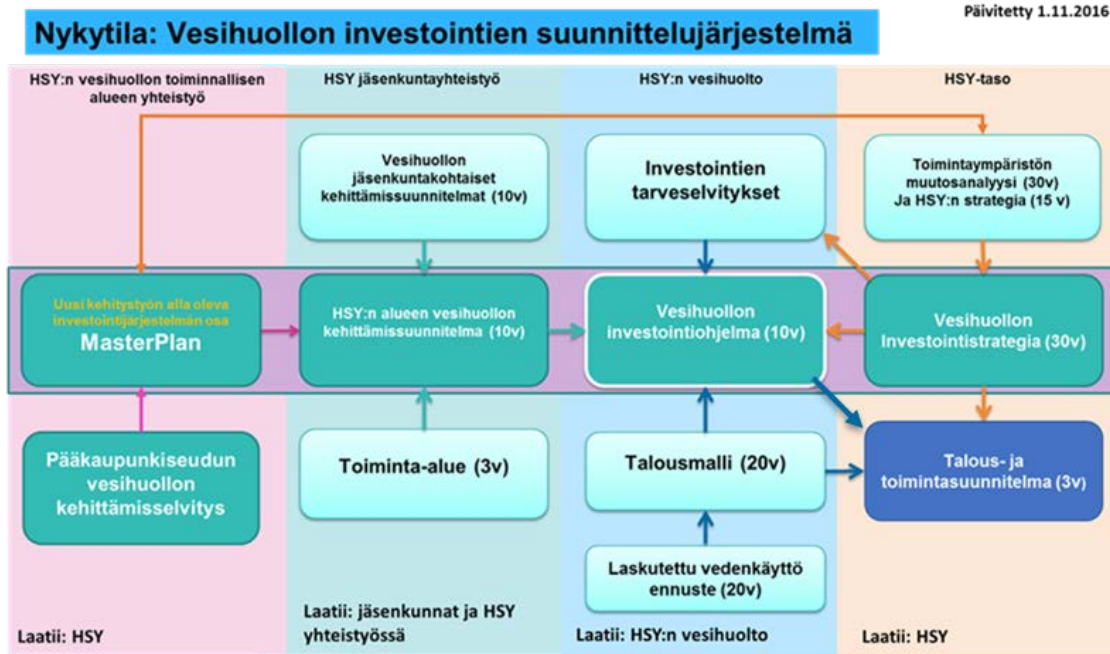 Päivitetty 1.11.2016
Nykytila: Vesihuollon investointien suunnittelujärjestelmä
HSY:n vesihuollon toiminnallisen
alueen yhteistyö
HSY jäsenkuntayhteistyö
HSY:n vesihuolto
HSY-taso
Vesihuollon
jäsenkuntakohtaiset
kehittämissuunnitelmat (10v)
Investointien
tarveselvitykset
Toimintaympäristön
muutosanalyysi (30v)
Ja HSY:n strategia (15 v)
Uusi kehitystyön alla oleva
investointijärjestelmän osa
MasterPlan
HSY:n alueen vesihuollon
kehittämissuunnitelma
(10v)
Vesihuollon
investointiohjelma (10v)
Vesihuollon
Investointistrategia (30v)
Pääkaupunkiseudun
vesihuollon
kehittämisselvitys
Toiminta-alue (3v)
Talousmalli (20v)
Talous- ja
toimintasuunnitelma (3v)
Laskutettu vedenkäyttö
ennuste (20v)
Laatii: HSY
Laatii: jäsenkunnat ja HSY
yhteistyössä
Laatii: HSY:n vesihuolto
Laatii: HSY